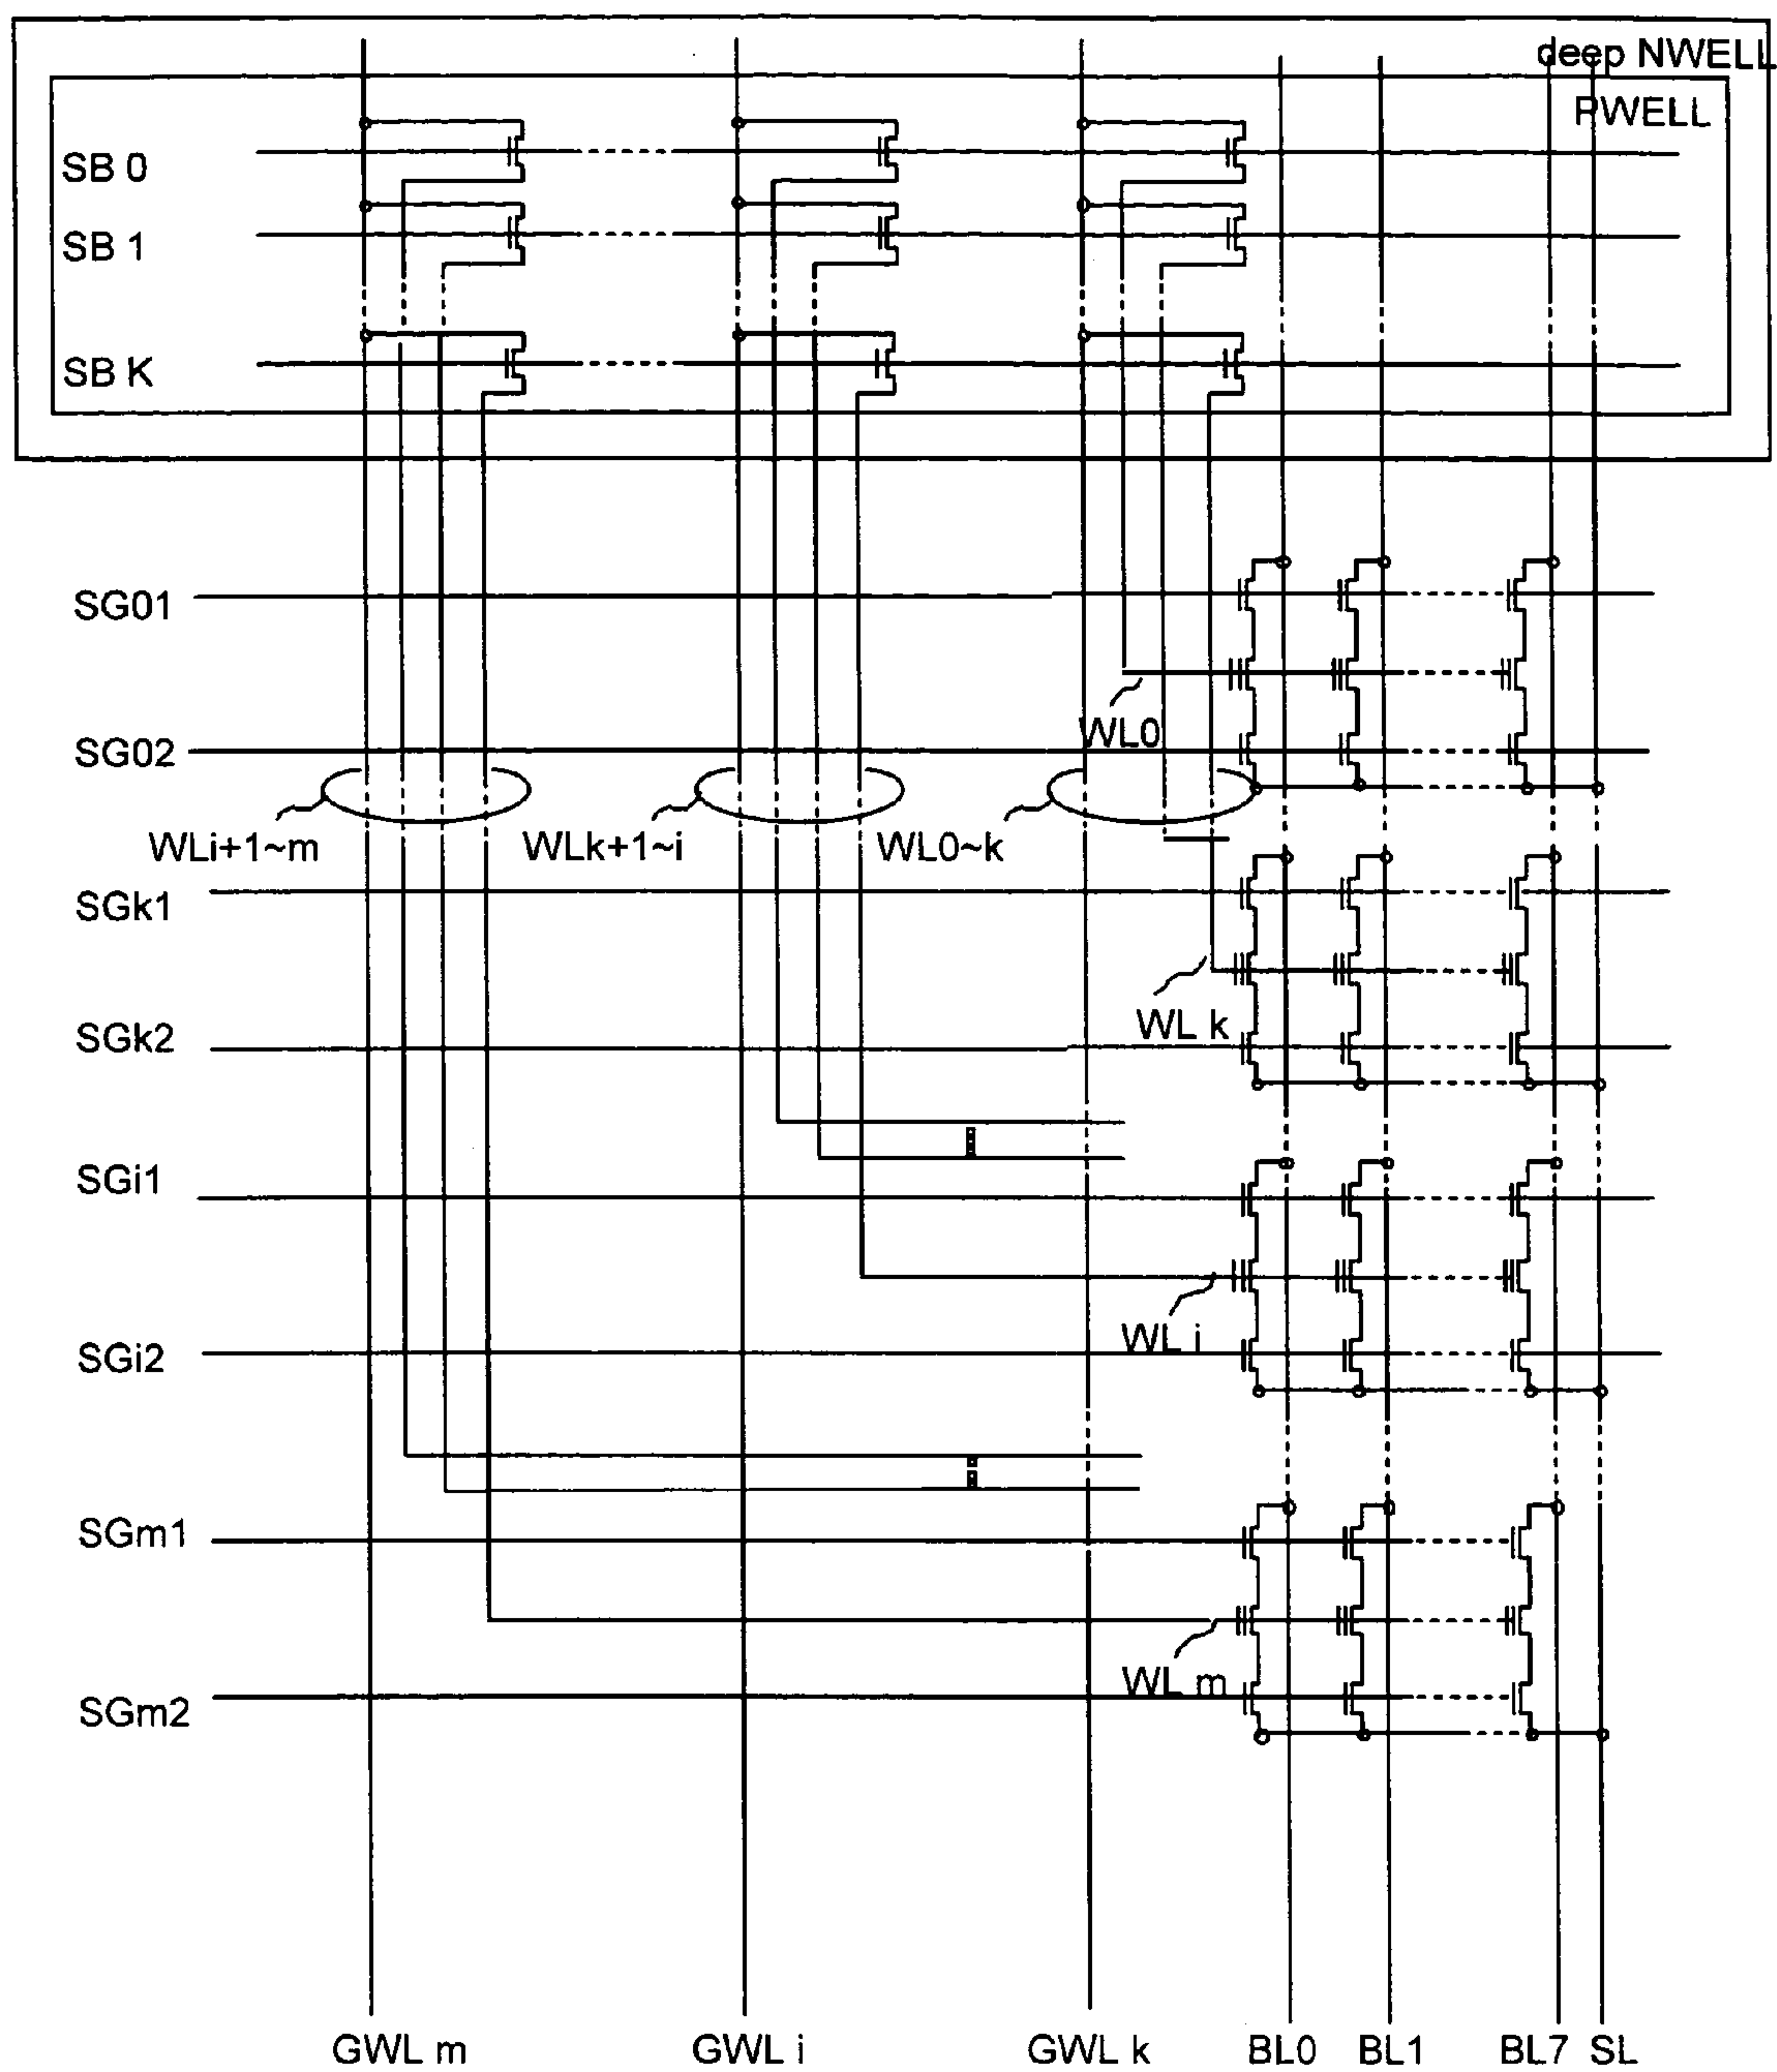 deep NWELL
PWELL
SB 0
SB 1
SB K
SG01
WL0
SG02
WLi+1~m
WLk+1~i
WL0~k
SGk1
WL k
SGk2
SGi1
WL i
SGi2
SGm1
WL m
SGm2
GWL m
GWL i
GWL k
BL0
BL1
BL7
SL